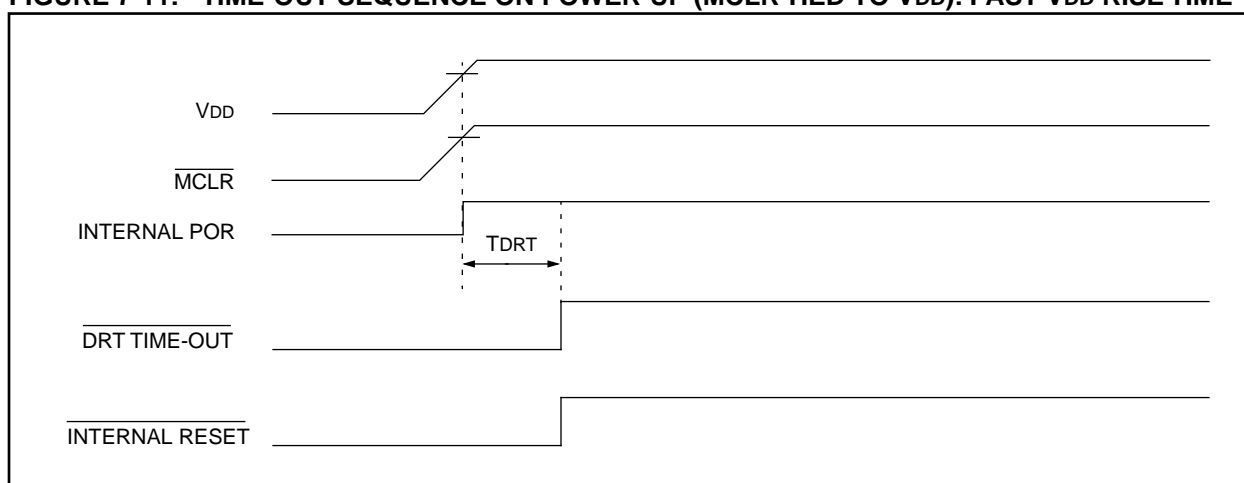 FIGURE 7-11: TIME-OUT SEQUENCE ON POWER-UP (MCLR TIED TO VDD): FAST VDD RISE TIME
VDD
MCLR
INTERNAL POR
TDRT
DRT TIME-OUT
INTERNAL RESET